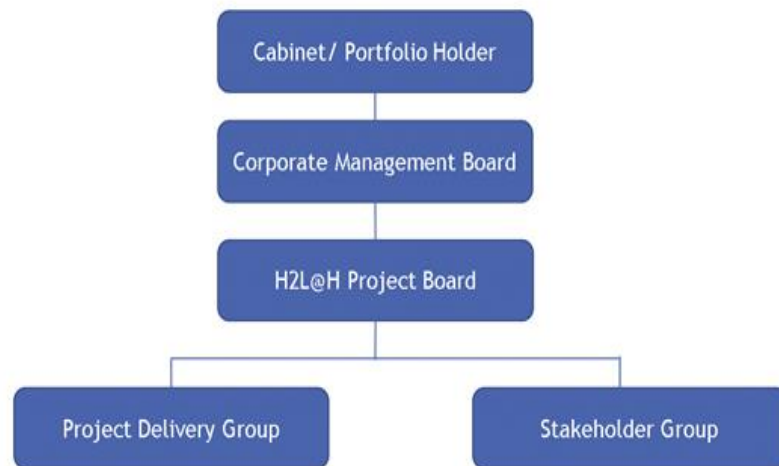 Cabinet/ Portfolio Holder
Corporate Management Board
H2L@H Project Board
Project Delivery Group
Stakeholder Group